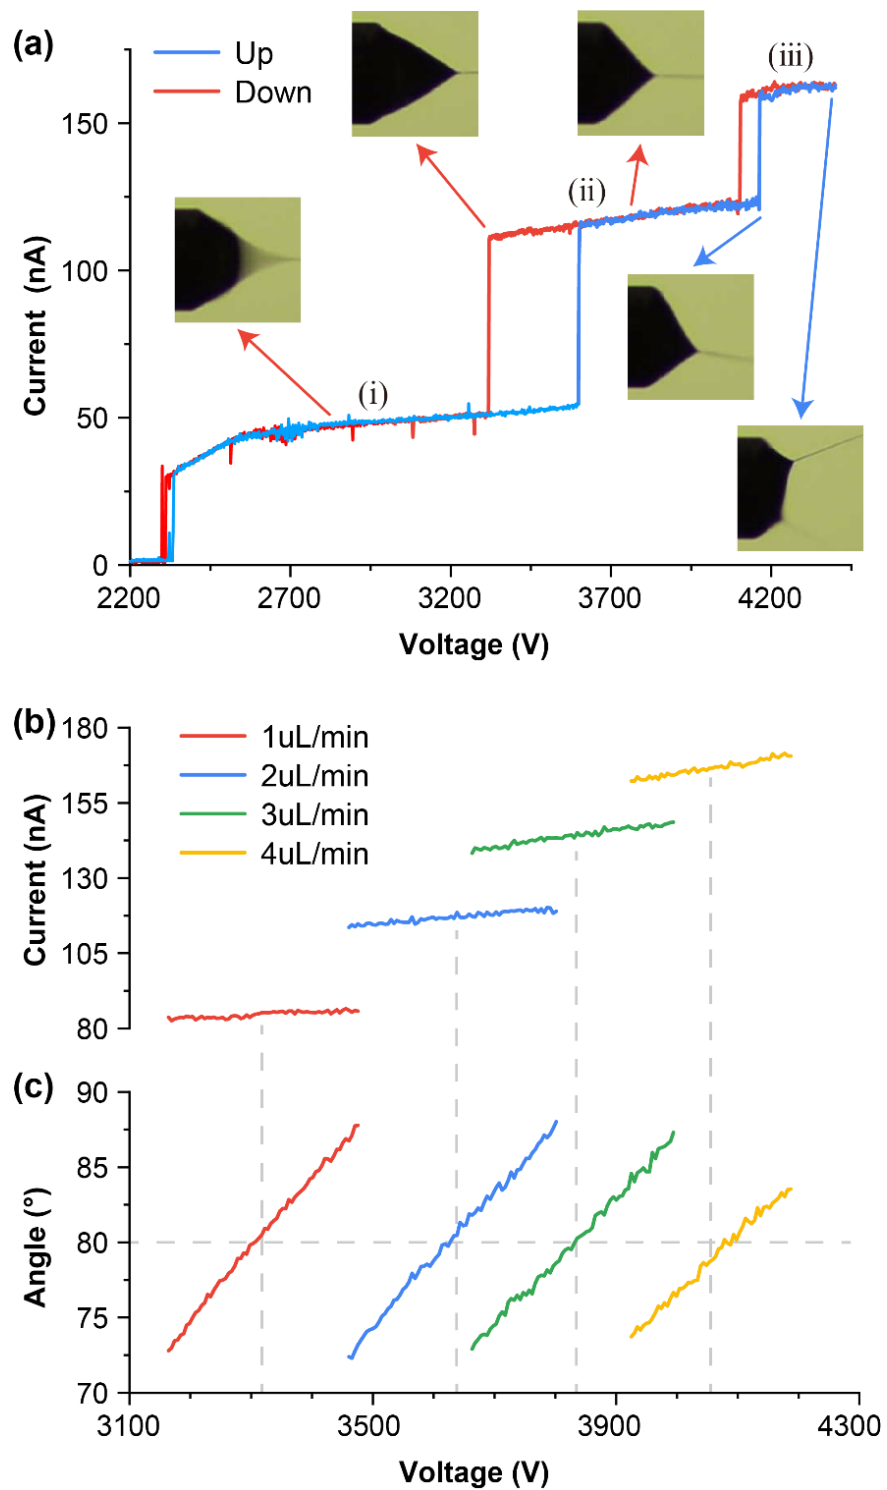 (a)
Up
Down
(i)
(ii)
(iii)
150
100
50
0
Current (nA)
2200 2700 3200 3700 4200
Voltage (V)
(b)
1uL/min
2uL/min
3uL/min
4uL/min
180
155
130
105
80
Current (nA)
(c)
90
85
80
75
70
Angle (°)
3100 3500 3900 4300
Voltage (V)